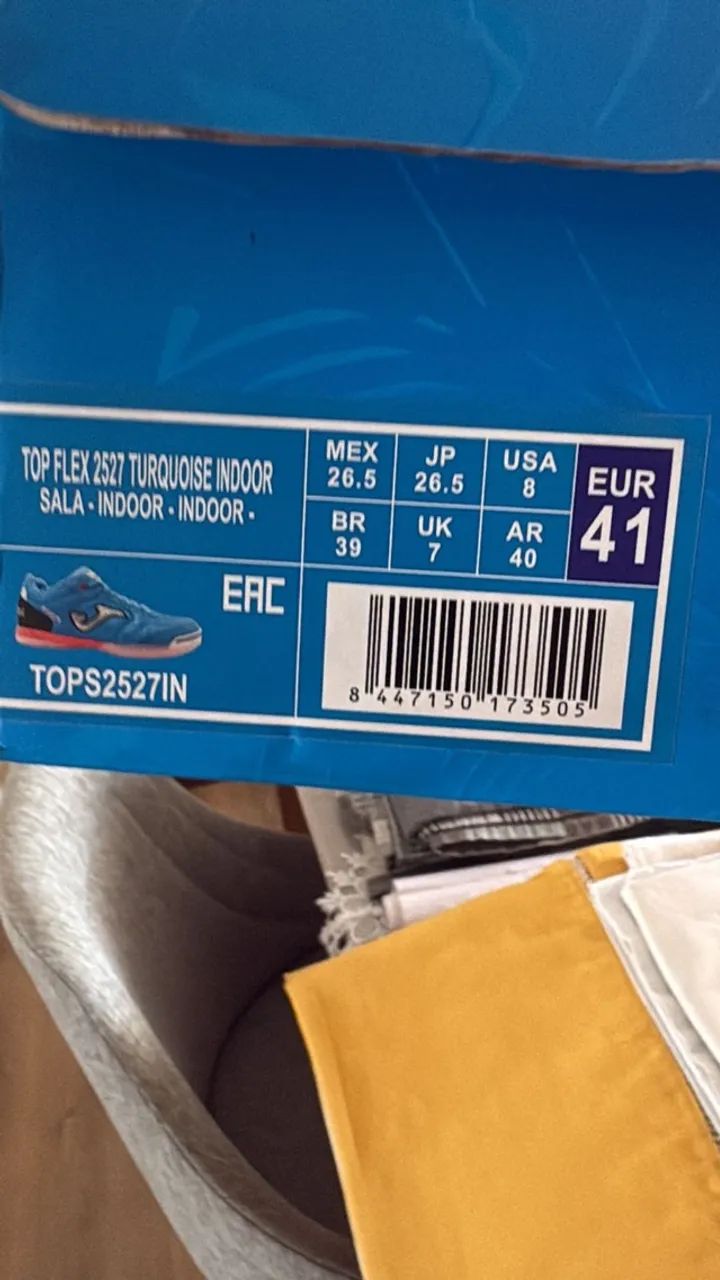 TOP FLEX 2527 TURQUOISE INDOOR
SALA - INDOOR - INDOOR -
MEX
26.5
JP
26.5
USA
8
EUR
41
BR
39
UK
7
AR
40
EAC
TOPS2527IN
8 447150 173505